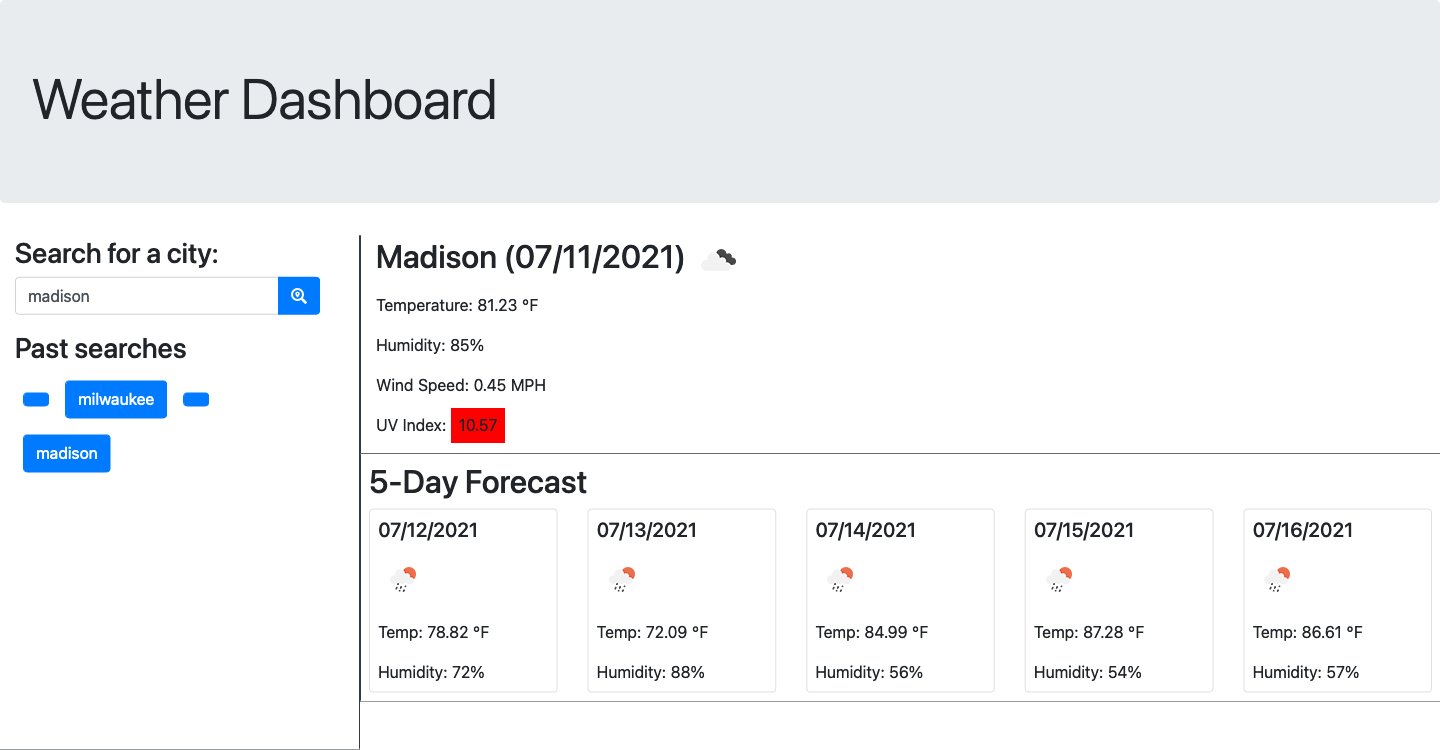 Weather Dashboard
Search for a city:
madison
Past searches
milwaukee
madison
Madison (07/11/2021)
Temperature: 81.23 °F
Humidity: 85%
Wind Speed: 0.45 MPH
UV Index: 10.57
5-Day Forecast
07/12/2021
Temp: 78.82 °F
Humidity: 72%
07/13/2021
Temp: 72.09 °F
Humidity: 88%
07/14/2021
Temp: 84.99 °F
Humidity: 56%
07/15/2021
Temp: 87.28 °F
Humidity: 54%
07/16/2021
Temp: 86.61 °F
Humidity: 57%